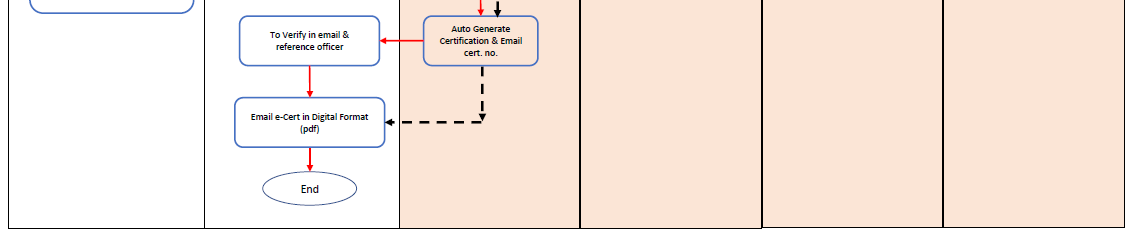 To Verify in email &
reference officer
Auto Generate
Certification & Email
cert. no.
Email e-Cert in Digital Format
(pdf)
End